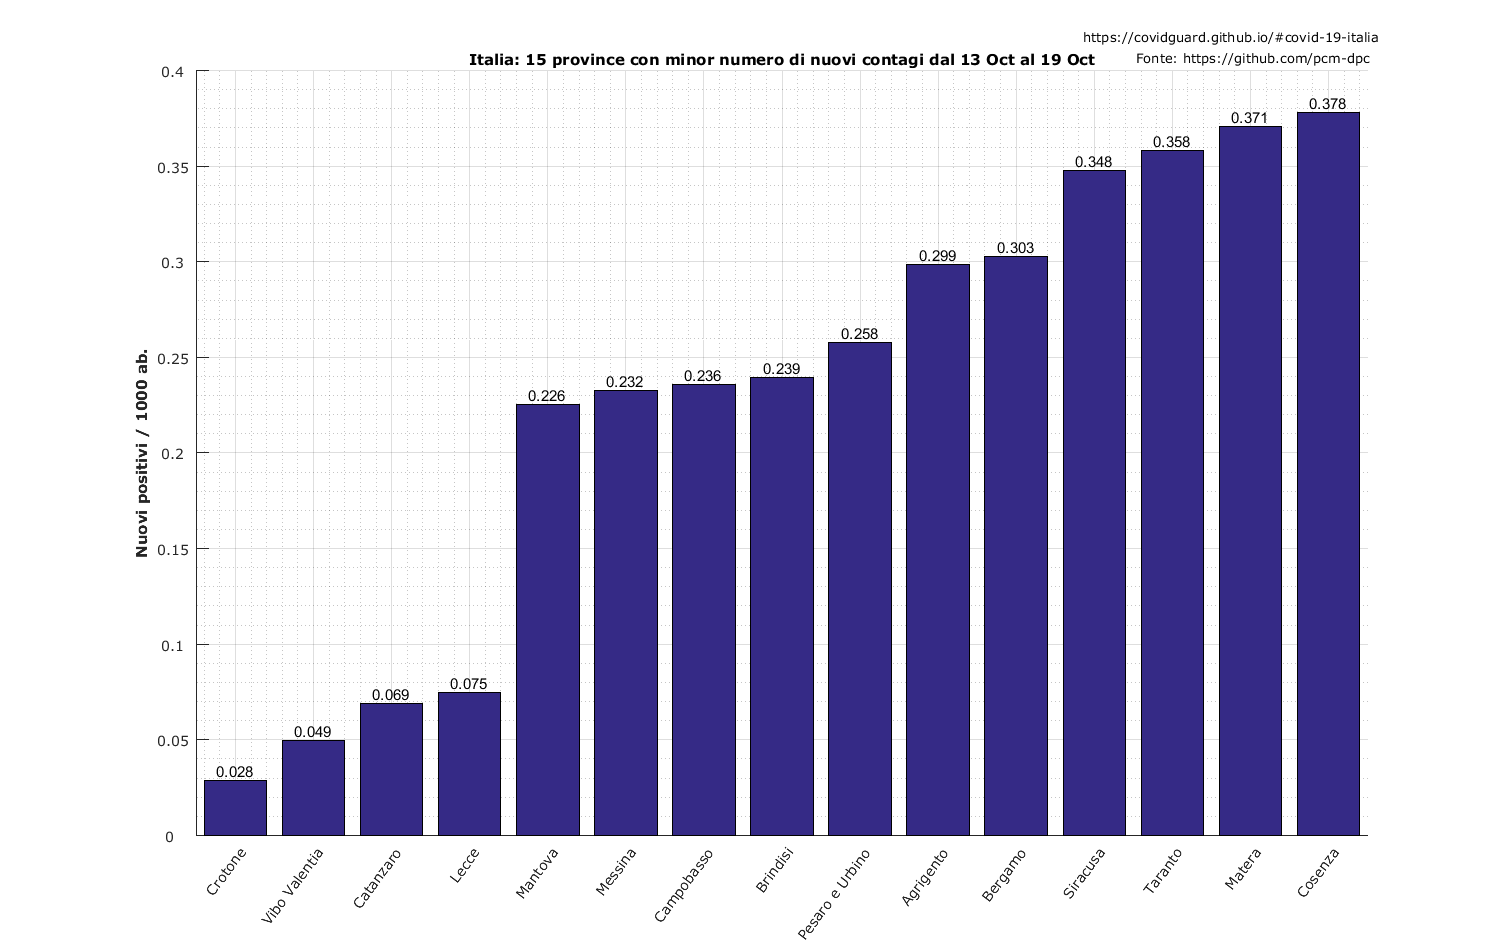 https://covidguard.github.io/#covid-19-italia
Italia: 15 province con minor numero di nuovi contagi dal 13 Oct al 19 Oct
Fonte: https://github.com/pcm-dpc
Nuovi positivi / 1000 ab.
0.4
0.35
0.3
0.25
0.2
0.15
0.1
0.05
0
0.028
0.049
0.069
0.075
0.226
0.232
0.236
0.239
0.258
0.299
0.303
0.348
0.358
0.371
0.378
Crotone
Vibo Valentia
Catanzaro
Lecce
Mantova
Messina
Campobasso
Brindisi
Pesaro e Urbino
Agrigento
Bergamo
Siracusa
Taranto
Matera
Cosenza